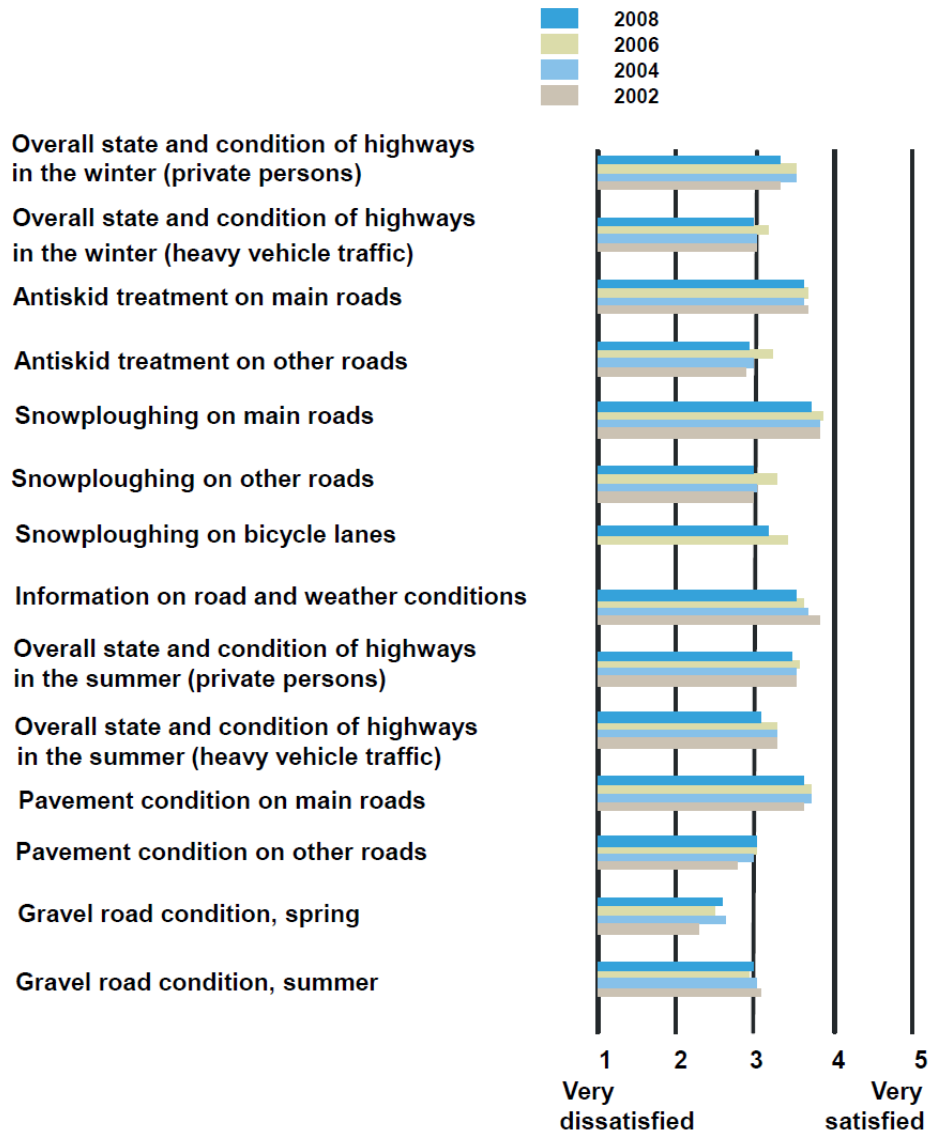 2008
2006
2004
2002
Overall state and condition of highways
in the winter (private persons)
Overall state and condition of highways
in the winter (heavy vehicle traffic)
Antiskid treatment on main roads
Antiskid treatment on other roads
Snowploughing on main roads
Snowploughing on other roads
Snowploughing on bicycle lanes
Information on road and weather conditions
Overall state and condition of highways
in the summer (private persons)
Overall state and condition of highways
in the summer (heavy vehicle traffic)
Pavement condition on main roads
Pavement condition on other roads
Gravel road condition, spring
Gravel road condition, summer
1 2 3 4 5
Very dissatisfied
Very satisfied